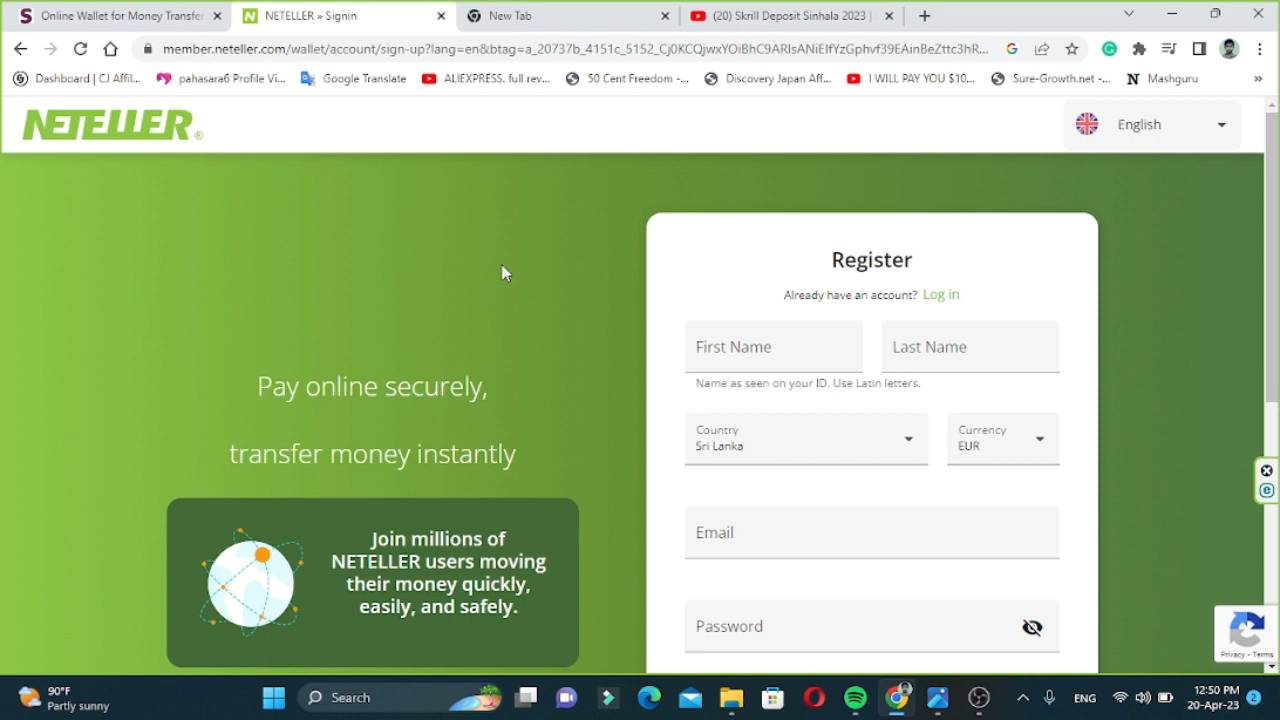 Online Wallet for Money Transfer
NETELLER » Signin
New Tab
(20) Skrill Deposit Sinhala 2023 |
member.neteller.com/wallet/account/sign-up?lang=en&btag=a_20737b_4151c_5152_Cj0KCQjwxYOiBhC9ARIsANiEIfYzGphvf39EAinBeZttc3hR...
Dashboard | CJ Affil...
pahasara6 Profile Vi...
Google Translate
ALIEXPRESS. full rev...
50 Cent Freedom -...
Discovery Japan Aff...
I WILL PAY YOU $10...
Sure-Growth.net -...
Mashguru
»
NETELLER®
English
Register
Already have an account? Log in
First Name
Last Name
Name as seen on your ID. Use Latin letters.
Country
Sri Lanka
Currency
EUR
Pay online securely,
transfer money instantly
Email
Join millions of
NETELLER users moving
their money quickly,
easily, and safely.
Password
Privacy - Terms
90°F
Partly sunny
Search
ENG
12:50 PM
20-Apr-23
2